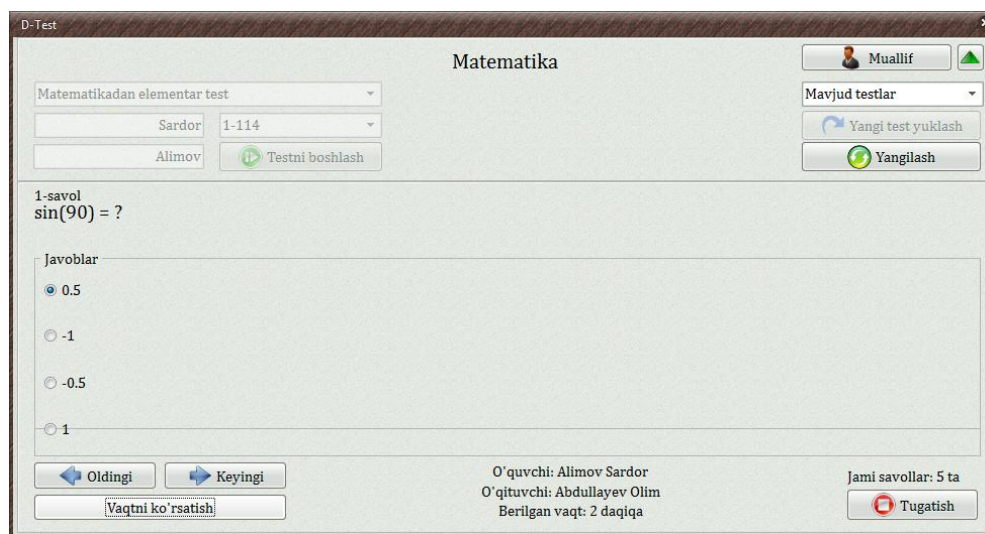 D-Test
Matematika
Muallif
Matematikadan elementar test
Mavjud testlar
Sardor 1-114
Yangi test yuklash
Alimov Testni boshlash
Yangilash
1-savol
sin(90) = ?
Javoblar
0.5
-1
-0.5
1
Oldingi Keyingi
Vaqtni ko'rsatish
O'quvchi: Alimov Sardor
O'qituvchi: Abdullayev Olim
Berilgan vaqt: 2 daqiqa
Jami savollar: 5 ta
Tugatish